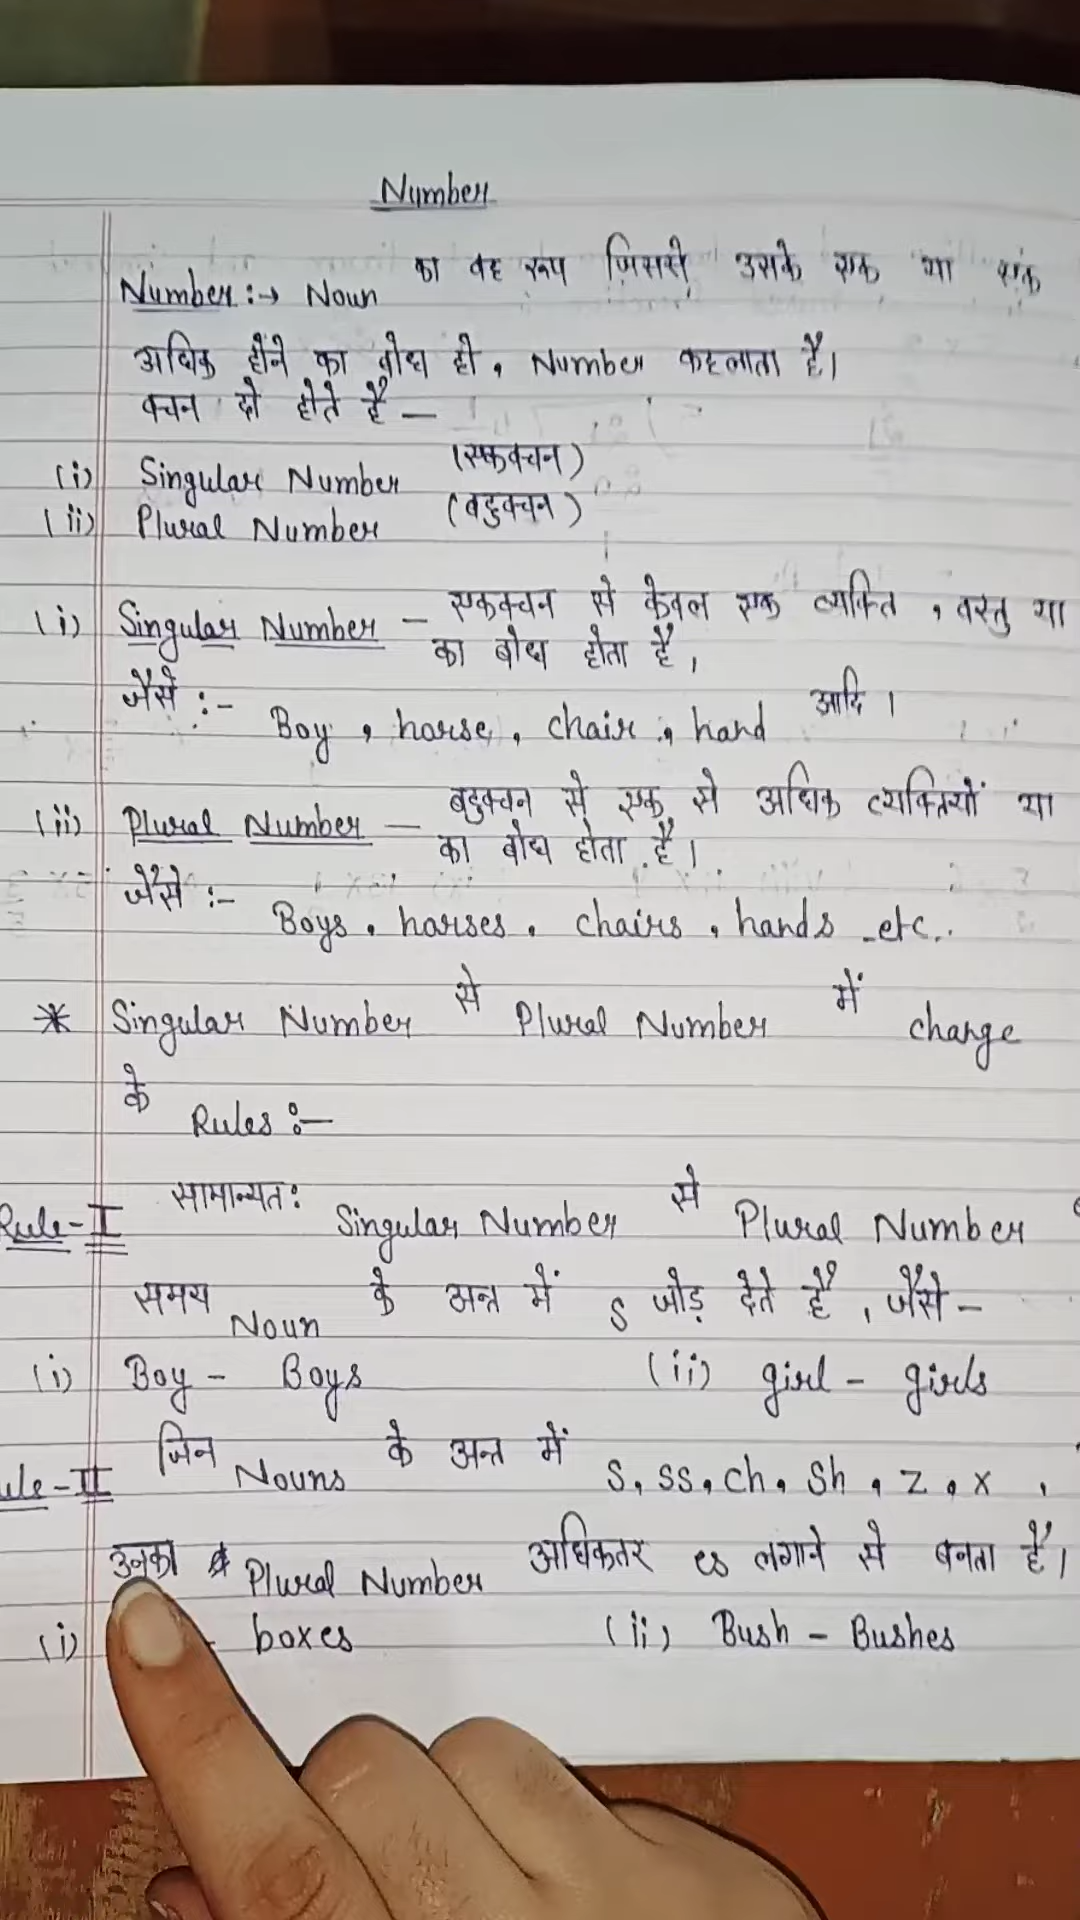 Number
Number :→ Noun का वह रूप जिससे उसके एक या एक
अधिक होने का बोध हो, Number कहलाता है।
वचन दो होते है —
(i) Singular Number (एकवचन)
(ii) Plural Number (बहुवचन)
(i) Singular Number — एकवचन से केवल एक व्यक्ति, वस्तु या
का बोध होता है,
जैसे :- Boy, horse, chair, hand आदि।
(ii) Plural Number — बहुवचन से एक से अधिक व्यक्तियों या
का बोध होता है।
जैसे :- Boys, horses, chairs, hands etc..
* Singular Number से Plural Number में change
के Rules :—
Rule-I सामान्यतः Singular Number से Plural Number
समय Noun के अन्त में s जोड़ देते है, जैसे -
(i) Boy - Boys (ii) girl - girls
ule-II जिन Nouns के अन्त में s, ss, ch, sh, z, x,
उनका Plural Number अधिकतर es लगाने से बनता है।
(i) - boxes (ii) Bush - Bushes